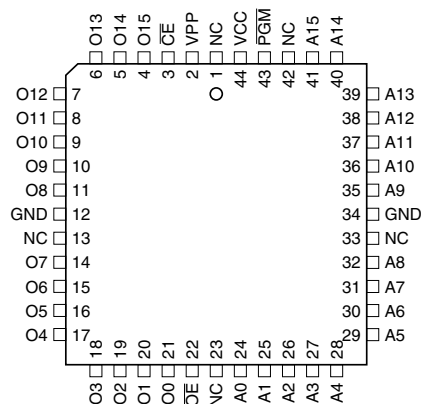 O13 O14 O15 C̅E̅ VPP NC VCC P̅G̅M̅ NC A15 A14
6 5 4 3 2 1 44 43 42 41 40
O12 7 39 A13
O11 8 38 A12
O10 9 37 A11
O9 10 36 A10
O8 11 35 A9
GND 12 34 GND
NC 13 33 NC
O7 14 32 A8
O6 15 31 A7
O5 16 30 A6
O4 17 29 A5
18 19 20 21 22 23 24 25 26 27 28
O3 O2 O1 O0 O̅E̅ NC A0 A1 A2 A3 A4